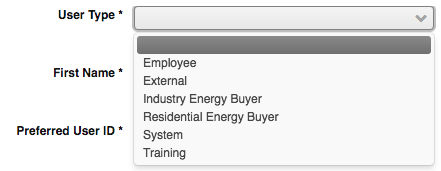 User Type *
Employee
First Name *
External
Industry Energy Buyer
Residential Energy Buyer
Preferred User ID *
System
Training